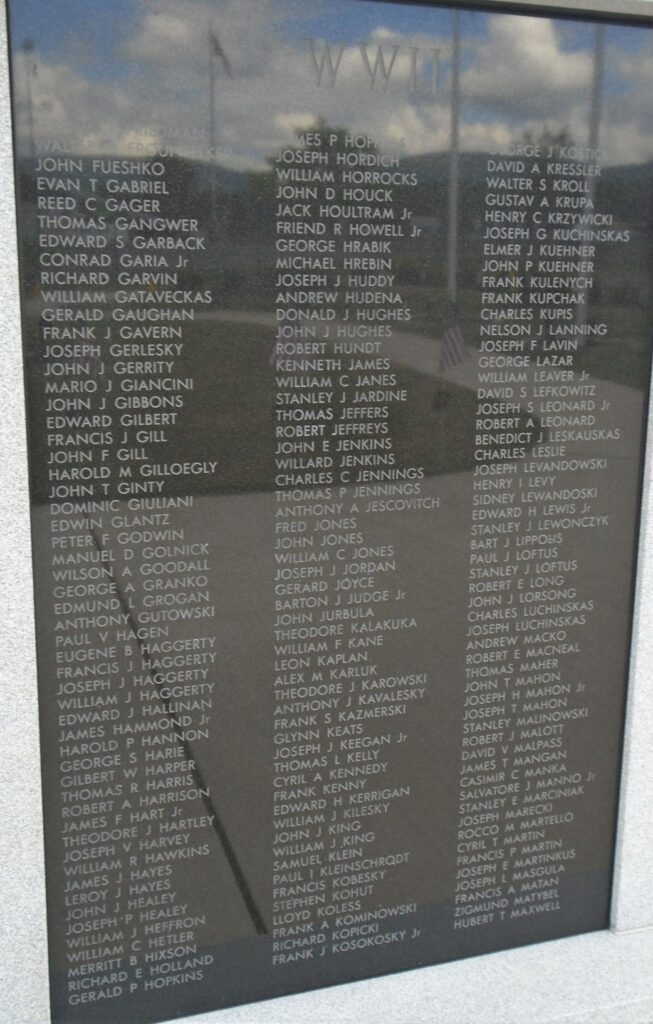 WWII
FRIEDMAN
WALTER
JOHN FUESHKO
EVAN T GABRIEL
REED C GAGER
THOMAS GANGWER
EDWARD S GARBACK
CONRAD GARIA Jr
RICHARD GARVIN
WILLIAM GATAVECKAS
GERALD GAUGHAN
FRANK J GAVERN
JOSEPH GERLESKY
JOHN J GERRITY
MARIO J GIANCINI
JOHN J GIBBONS
EDWARD GILBERT
FRANCIS J GILL
JOHN F GILL
HAROLD M GILLOEGLY
JOHN T GINTY
DOMINIC GIULIANI
EDWIN GLANTZ
PETER F GODWIN
MANUEL D GOLNICK
WILSON A GOODALL
GEORGE A GRANKO
EDMUND L GROGAN
ANTHONY GUTOWSKI
PAUL V HAGEN
EUGENE B HAGGERTY
FRANCIS J HAGGERTY
JOSEPH J HAGGERTY
WILLIAM J HAGGERTY
EDWARD J HALLINAN
JAMES HAMMOND Jr
HAROLD P HANNON
GEORGE S HARIE
GILBERT W HARPER
THOMAS R HARRIS
ROBERT A HARRISON
JAMES F HART Jr
THEODORE J HARTLEY
JOSEPH V HARVEY
WILLIAM R HAWKINS
JAMES J HAYES
LEROY J HAYES
JOHN J HEALEY
JOSEPH P HEALEY
WILLIAM J HEFFRON
WILLIAM C HETLER
MERRITT B HIXSON
RICHARD E HOLLAND
GERALD P HOPKINS
P
JOSEPH HORDICH
WILLIAM HORROCKS
JOHN D HOUCK
JACK HOULTRAM Jr
FRIEND R HOWELL Jr
GEORGE HRABIK
MICHAEL HREBIN
JOSEPH J HUDDY
ANDREW HUDENA
DONALD J HUGHES
JOHN J HUGHES
ROBERT HUNDT
KENNETH JAMES
WILLIAM C JANES
STANLEY J JARDINE
THOMAS JEFFERS
ROBERT JEFFREYS
JOHN E JENKINS
WILLARD JENKINS
CHARLES C JENNINGS
THOMAS P JENNINGS
ANTHONY A JESCOVITCH
FRED JONES
JOHN JONES
WILLIAM C JONES
JOSEPH J JORDAN
GERARD JOYCE
BARTON J JUDGE Jr
JOHN JURBULA
THEODORE KALAKUKA
WILLIAM F KANE
LEON KAPLAN
ALEX M KARLUK
THEODORE J KAROWSKI
ANTHONY J KAVALESKY
FRANK S KAZMERSKI
GLYNN KEATS
JOSEPH J KEEGAN Jr
THOMAS L KELLY
CYRIL A KENNEDY
FRANK KENNY
EDWARD H KERRIGAN
WILLIAM J KILESKY
JOHN J KING
WILLIAM J KING
SAMUEL KLEIN
PAUL I KLEINSCHRODT
FRANCIS KOBESKY
STEPHEN KOHUT
LLOYD KOLESS
FRANK A KOMINOWSKI
RICHARD KOPICKI
FRANK J KOSOKOSKY Jr
GEORGE J
DAVID A KRESSLER
WALTER S KROLL
GUSTAV A KRUPA
HENRY C KRZYWICKI
JOSEPH G KUCHINSKAS
ELMER J KUEHNER
JOHN P KUEHNER
FRANK KULENYCH
FRANK KUPCHAK
CHARLES KUPIS
NELSON J LANNING
JOSEPH F LAVIN
GEORGE LAZAR
WILLIAM LEAVER Jr
DAVID S LEFKOWITZ
JOSEPH S LEONARD Jr
ROBERT A LEONARD
BENEDICT J LESKAUSKAS
CHARLES LESLIE
JOSEPH LEVANDOWSKI
HENRY I LEVY
SIDNEY LEWANDOSKI
EDWARD H LEWIS Jr
STANLEY J LEWONCZYK
BART J LIPPOLIS
PAUL J LOFTUS
STANLEY J LOFTUS
ROBERT E LONG
JOHN J LORSONG
CHARLES LUCHINSKAS
JOSEPH LUCHINSKAS
ANDREW MACKO
ROBERT E MACNEAL
THOMAS MAHER
JOHN T MAHON
JOSEPH H MAHON Jr
JOSEPH T MAHON
STANLEY MALINOWSKI
ROBERT J MALOTT
DAVID V MALPASS
JAMES T MANGAN
CASIMIR C MANKA
SALVATORE J MANNO Jr
STANLEY E MARCINIAK
JOSEPH MARECKI
ROCCO M MARTELLO
CYRIL T MARTIN
FRANCIS P MARTIN
JOSEPH E MARTINKUS
JOSEPH L MASGULA
FRANCIS A MATAN
ZIGMUND MATYBEL
HUBERT T MAXWELL